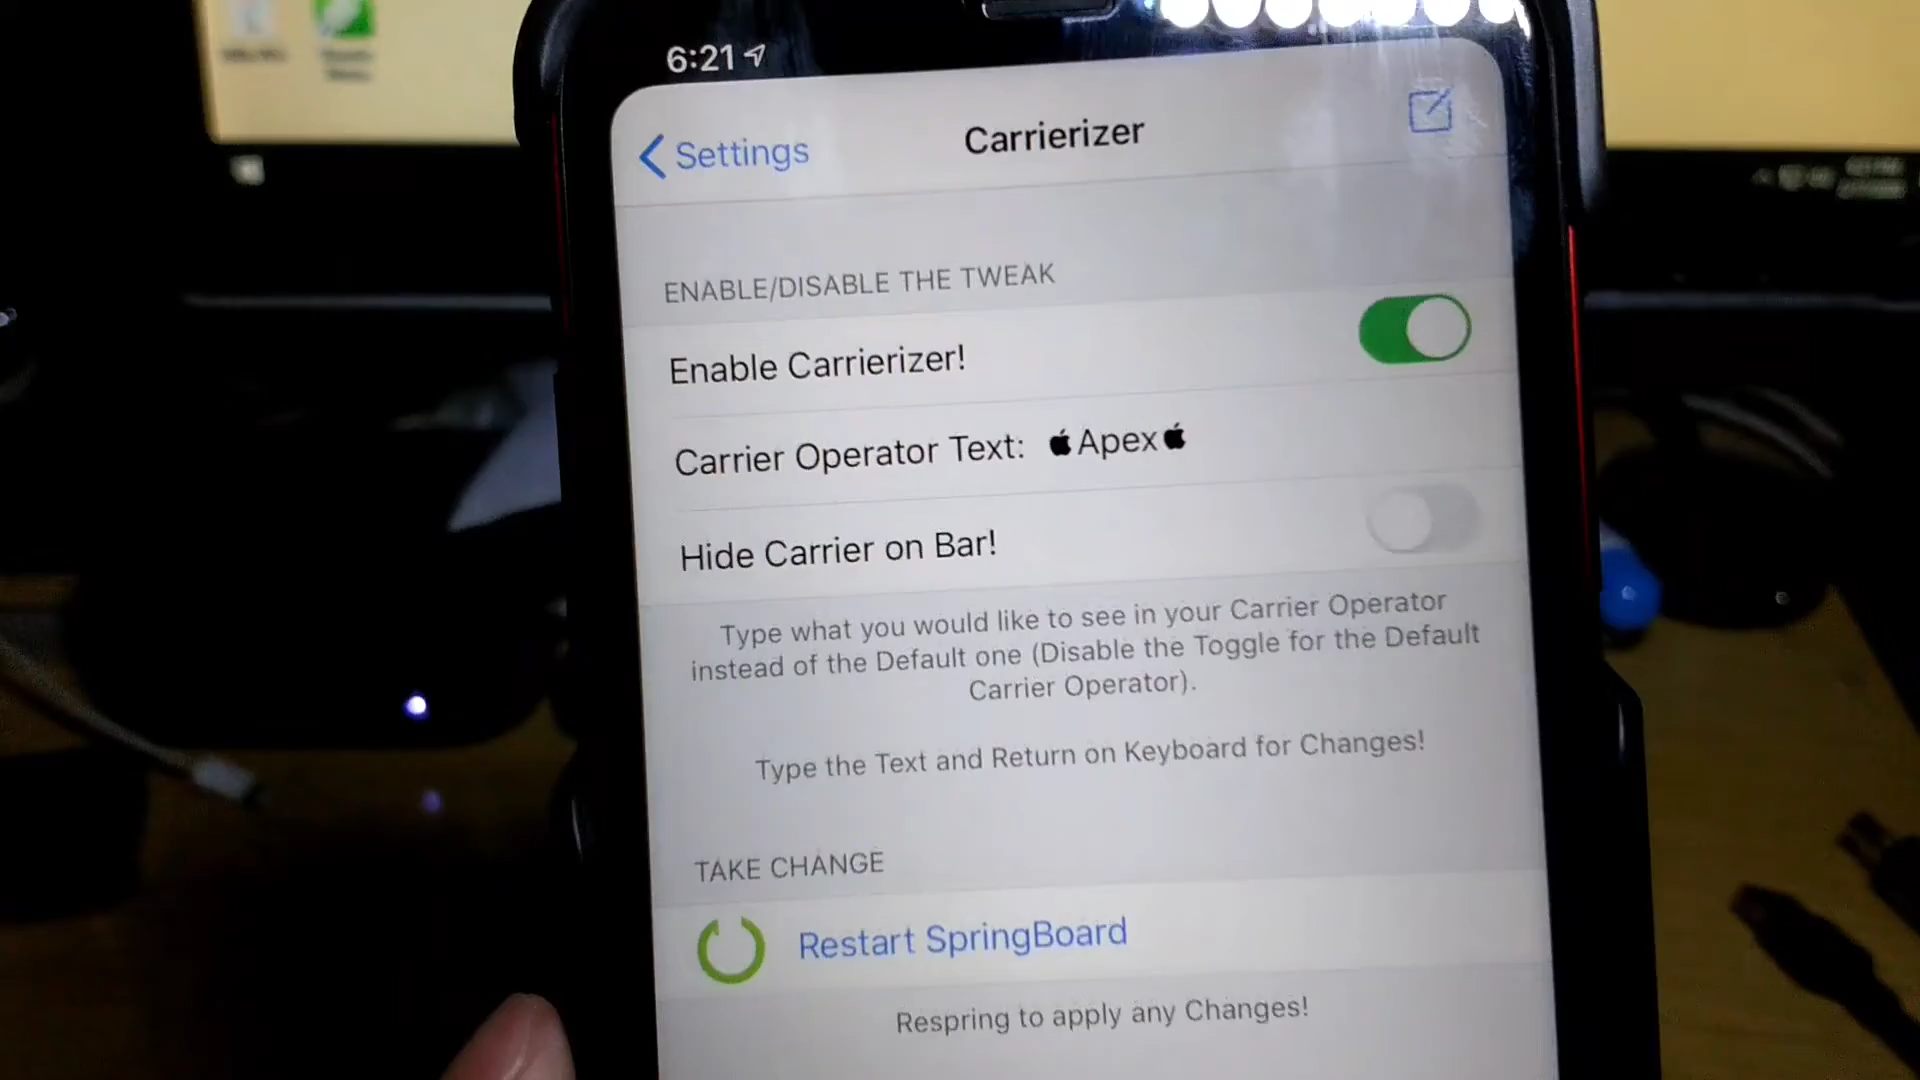 6:21
Settings
Carrierizer
ENABLE/DISABLE THE TWEAK
Enable Carrierizer!
Carrier Operator Text: Apex
Hide Carrier on Bar!
Type what you would like to see in your Carrier Operator
instead of the Default one (Disable the Toggle for the Default
Carrier Operator).
Type the Text and Return on Keyboard for Changes!
TAKE CHANGE
Restart SpringBoard
Respring to apply any Changes!